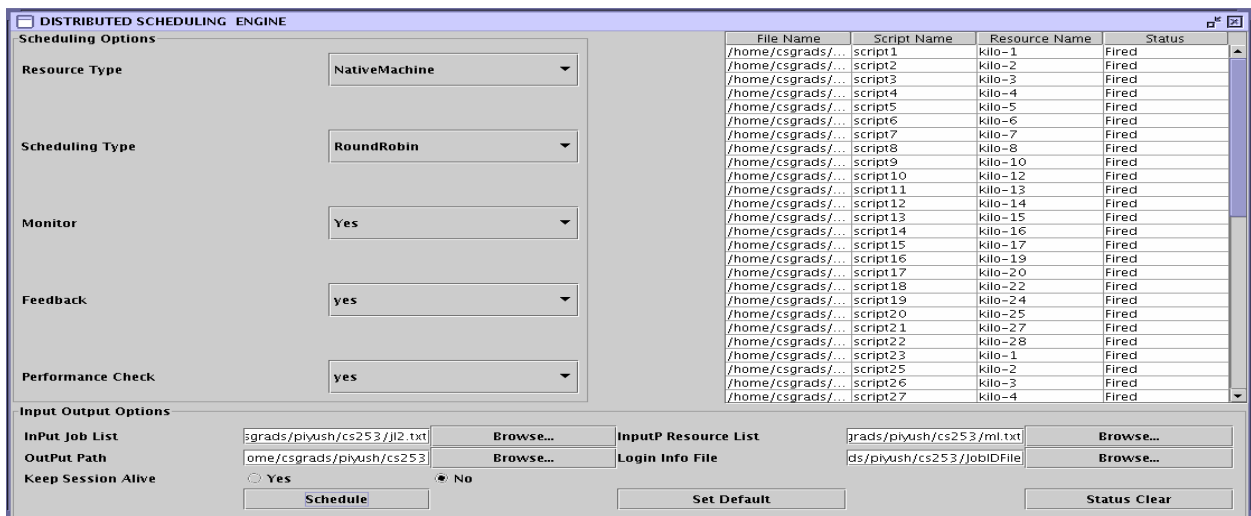 DISTRIBUTED SCHEDULING ENGINE
Scheduling Options
Resource Type NativeMachine
Scheduling Type RoundRobin
Monitor Yes
Feedback yes
Performance Check yes
File Name Script Name Resource Name Status
/home/csgrads/... script1 kilo-1 Fired
/home/csgrads/... script2 kilo-2 Fired
/home/csgrads/... script3 kilo-3 Fired
/home/csgrads/... script4 kilo-4 Fired
/home/csgrads/... script5 kilo-5 Fired
/home/csgrads/... script6 kilo-6 Fired
/home/csgrads/... script7 kilo-7 Fired
/home/csgrads/... script8 kilo-8 Fired
/home/csgrads/... script9 kilo-10 Fired
/home/csgrads/... script10 kilo-12 Fired
/home/csgrads/... script11 kilo-13 Fired
/home/csgrads/... script12 kilo-14 Fired
/home/csgrads/... script13 kilo-15 Fired
/home/csgrads/... script14 kilo-16 Fired
/home/csgrads/... script15 kilo-17 Fired
/home/csgrads/... script16 kilo-19 Fired
/home/csgrads/... script17 kilo-20 Fired
/home/csgrads/... script18 kilo-22 Fired
/home/csgrads/... script19 kilo-24 Fired
/home/csgrads/... script20 kilo-25 Fired
/home/csgrads/... script21 kilo-27 Fired
/home/csgrads/... script22 kilo-28 Fired
/home/csgrads/... script23 kilo-1 Fired
/home/csgrads/... script25 kilo-2 Fired
/home/csgrads/... script26 kilo-3 Fired
/home/csgrads/... script27 kilo-4 Fired
Input Output Options
InPut Job List sgrads/piyush/cs253/jl2.txt Browse... InputP Resource List grads/piyush/cs253/ml.txt Browse...
OutPut Path ome/csgrads/piyush/cs253 Browse... Login Info File ds/piyush/cs253/JobIDFile Browse...
Keep Session Alive Yes No
Schedule Set Default Status Clear